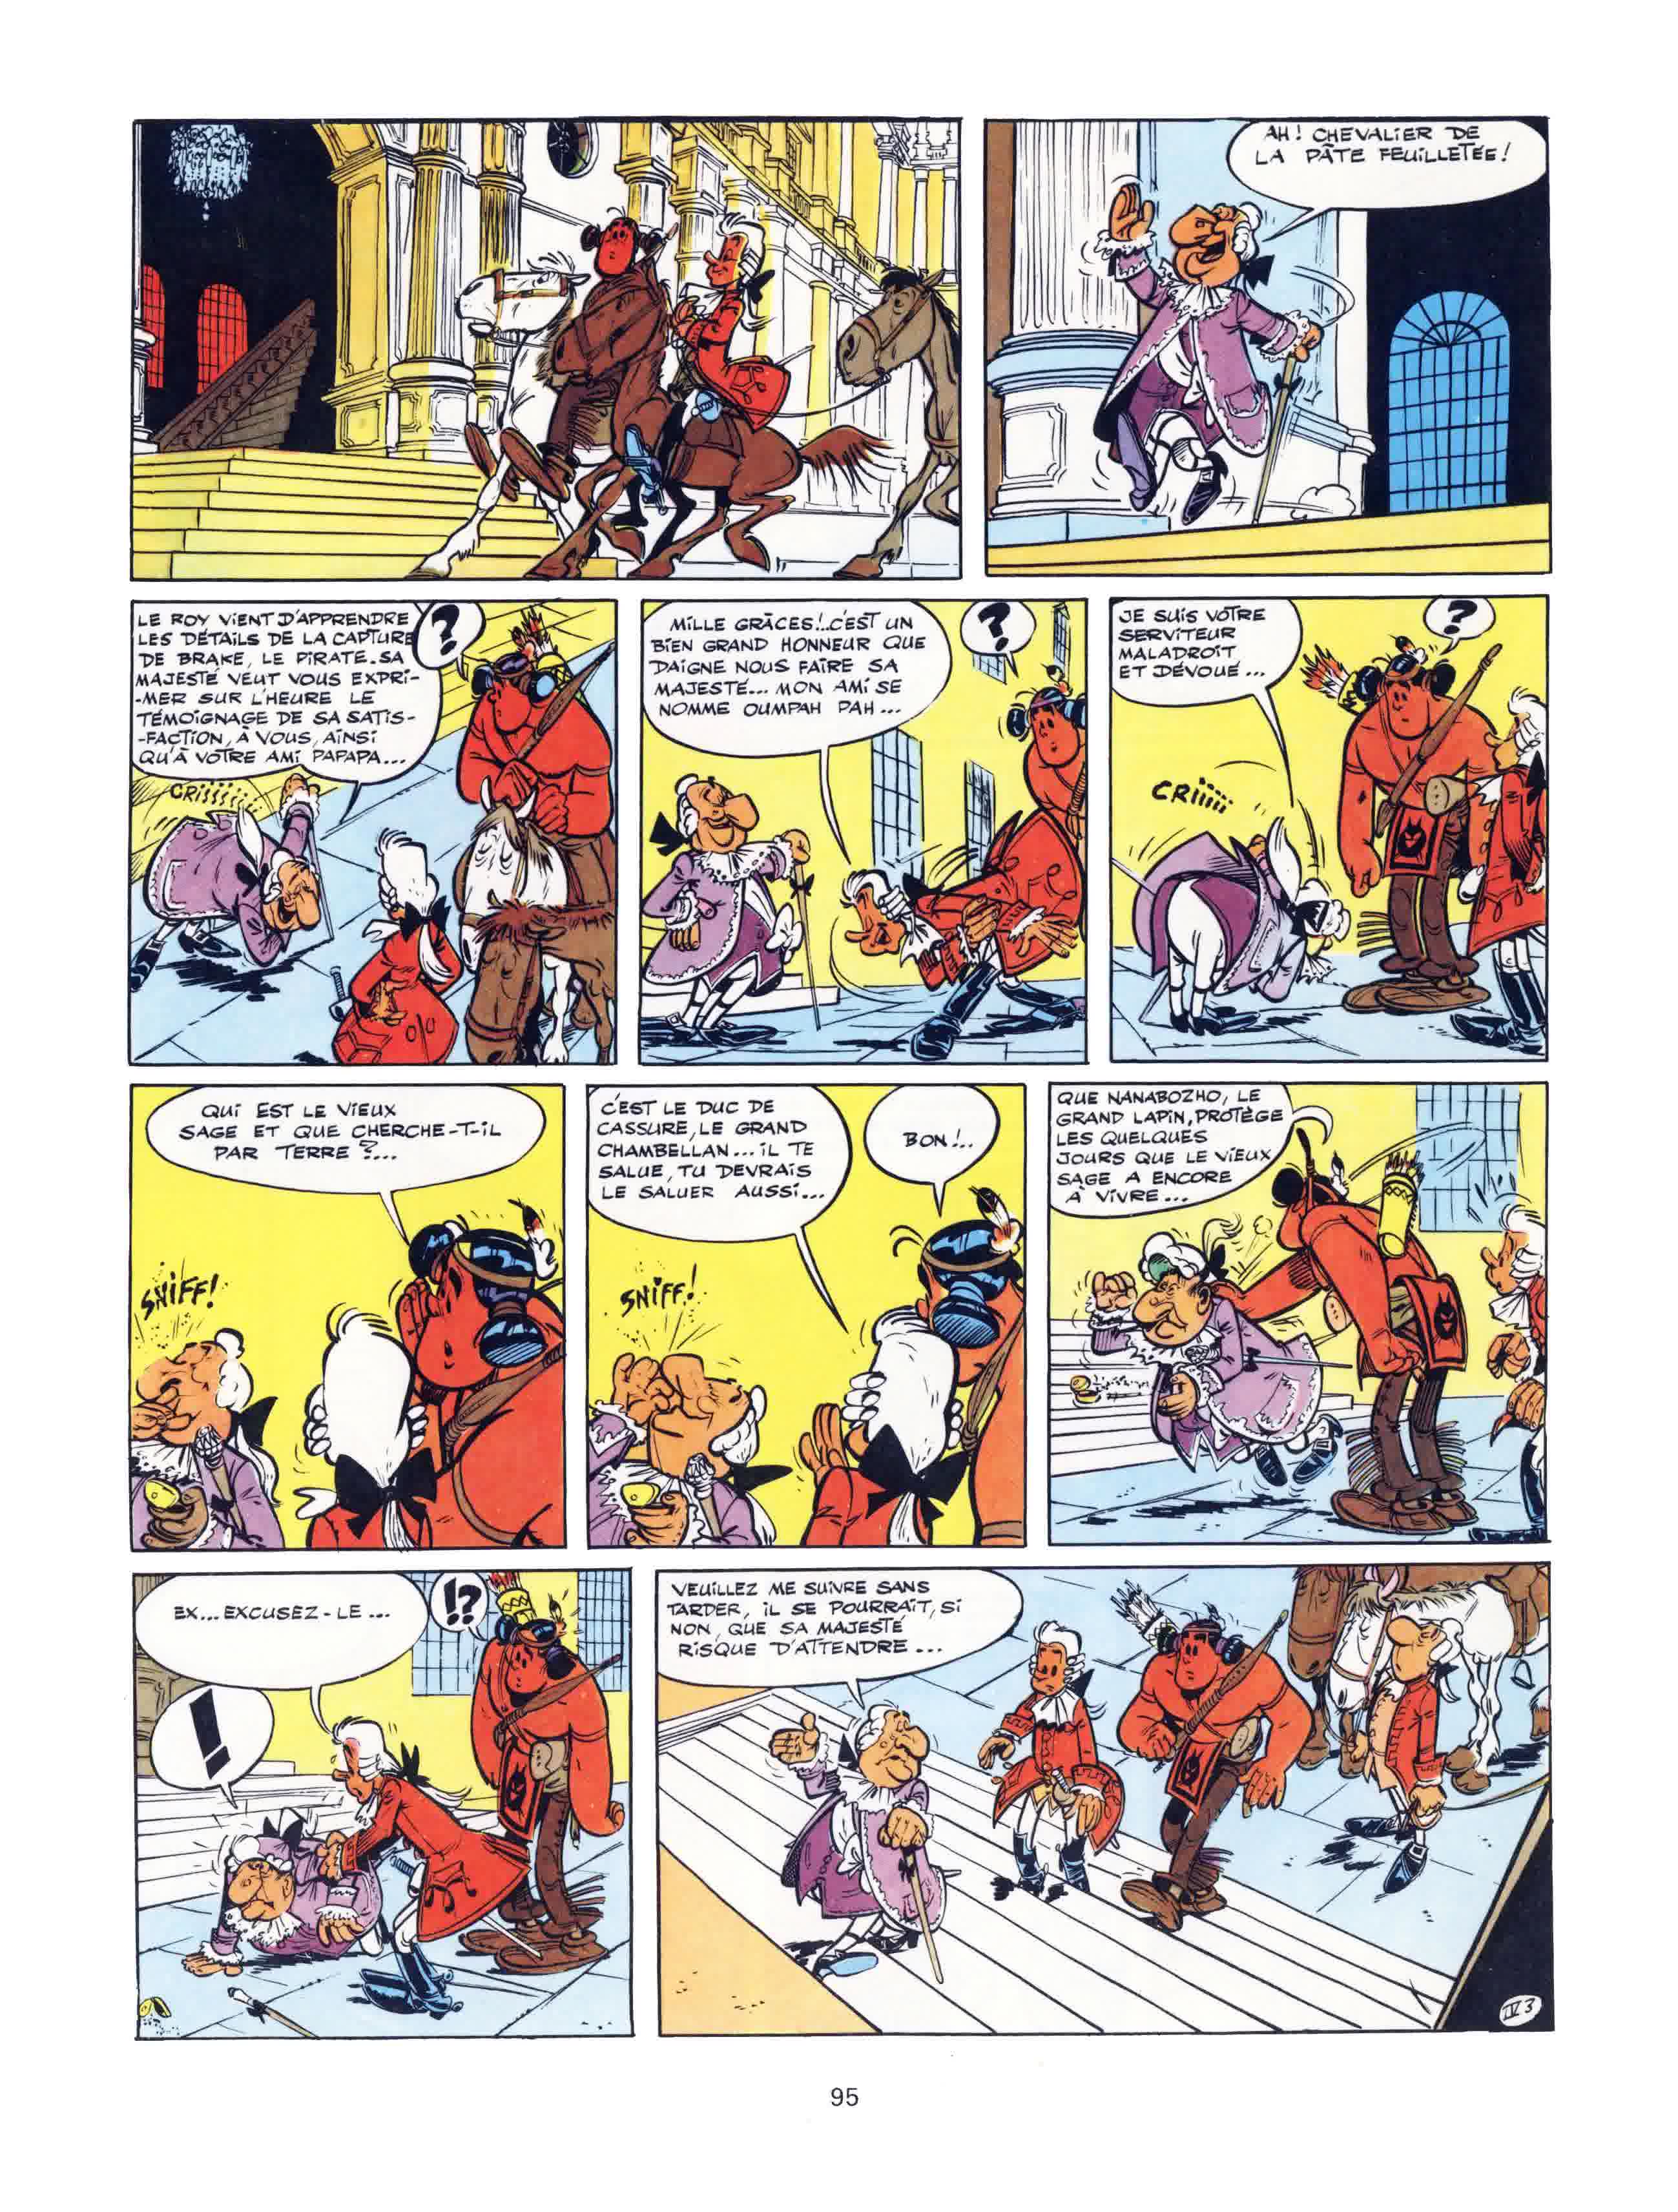 AH! CHEVALIER DE
LA PÂTE FEUILLETÉE!
LE ROY VIENT D'APPRENDRE
LES DÉTAILS DE LA CAPTURE
DE BRAKE, LE PIRATE. SA
MAJESTÉ VEUT VOUS EXPRI-
-MER SUR L'HEURE LE
TÉMOIGNAGE DE SA SATIS-
-FACTION, À VOUS, AINSI
QU'À VOTRE AMI PAPAPA...
?
CRIIIIIII
MILLE GRÂCES!..C'EST UN
BIEN GRAND HONNEUR QUE
DAIGNE NOUS FAIRE SA
MAJESTÉ... MON AMI SE
NOMME OUMPAH PAH...
?
JE SUIS VOTRE
SERVITEUR
MALADROIT
ET DÉVOUÉ...
?
CRIIIII
QUI EST LE VIEUX
SAGE ET QUE CHERCHE-T-IL
PAR TERRE ?...
SNIFF!
C'EST LE DUC DE
CASSURE, LE GRAND
CHAMBELLAN... IL TE
SALUE, TU DEVRAIS
LE SALUER AUSSI...
BON!..
SNIFF!
QUE NANABOZHO, LE
GRAND LAPIN, PROTÈGE
LES QUELQUES
JOURS QUE LE VIEUX
SAGE A ENCORE
À VIVRE...
EX... EXCUSEZ-LE...
!?
!
VEUILLEZ ME SUIVRE SANS
TARDER, IL SE POURRAIT, SI
NON, QUE SA MAJESTÉ
RISQUE D'ATTENDRE...
IV 3
95